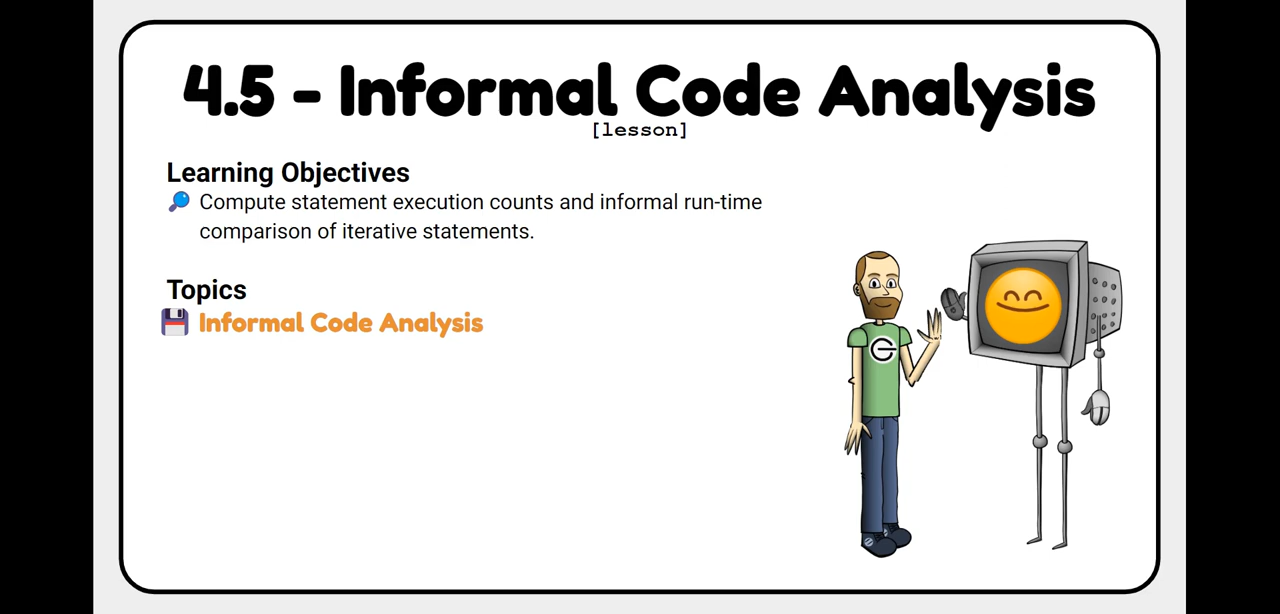 4.5 - Informal Code Analysis
[lesson]
Learning Objectives
Compute statement execution counts and informal run-time
comparison of iterative statements.
Topics
Informal Code Analysis